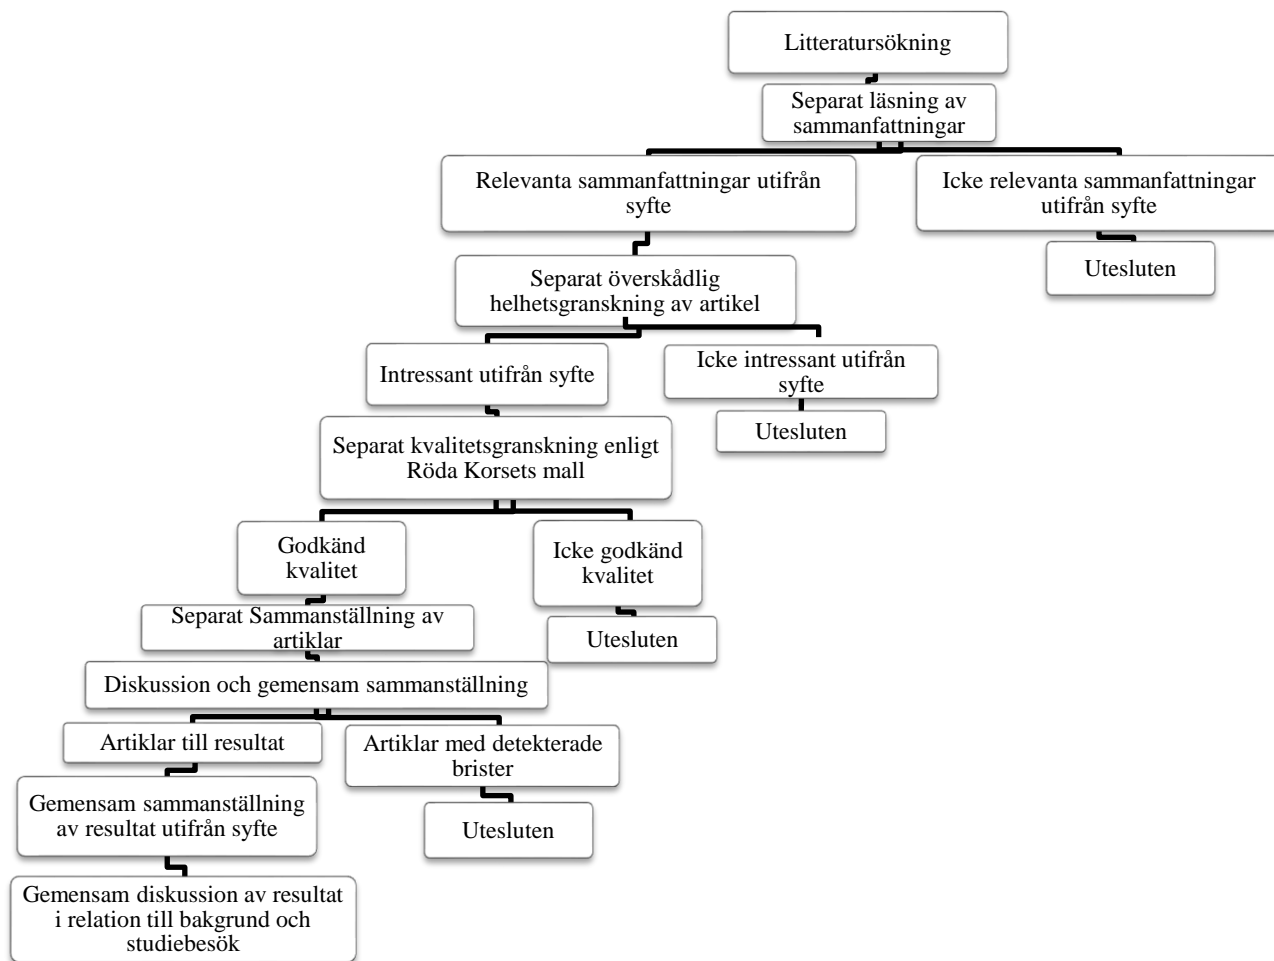 Litteratursökning
Separat läsning av
sammanfattningar
Relevanta sammanfattningar utifrån
syfte
Icke relevanta sammanfattningar
utifrån syfte
Utesluten
Separat överskådlig
helhetsgranskning av artikel
Intressant utifrån syfte
Icke intressant utifrån
syfte
Utesluten
Separat kvalitetsgranskning enligt
Röda Korsets mall
Godkänd
kvalitet
Icke godkänd
kvalitet
Utesluten
Separat Sammanställning av
artiklar
Diskussion och gemensam sammanställning
Artiklar till resultat
Artiklar med detekterade
brister
Utesluten
Gemensam sammanställning
av resultat utifrån syfte
Gemensam diskussion av resultat
i relation till bakgrund och
studiebesök